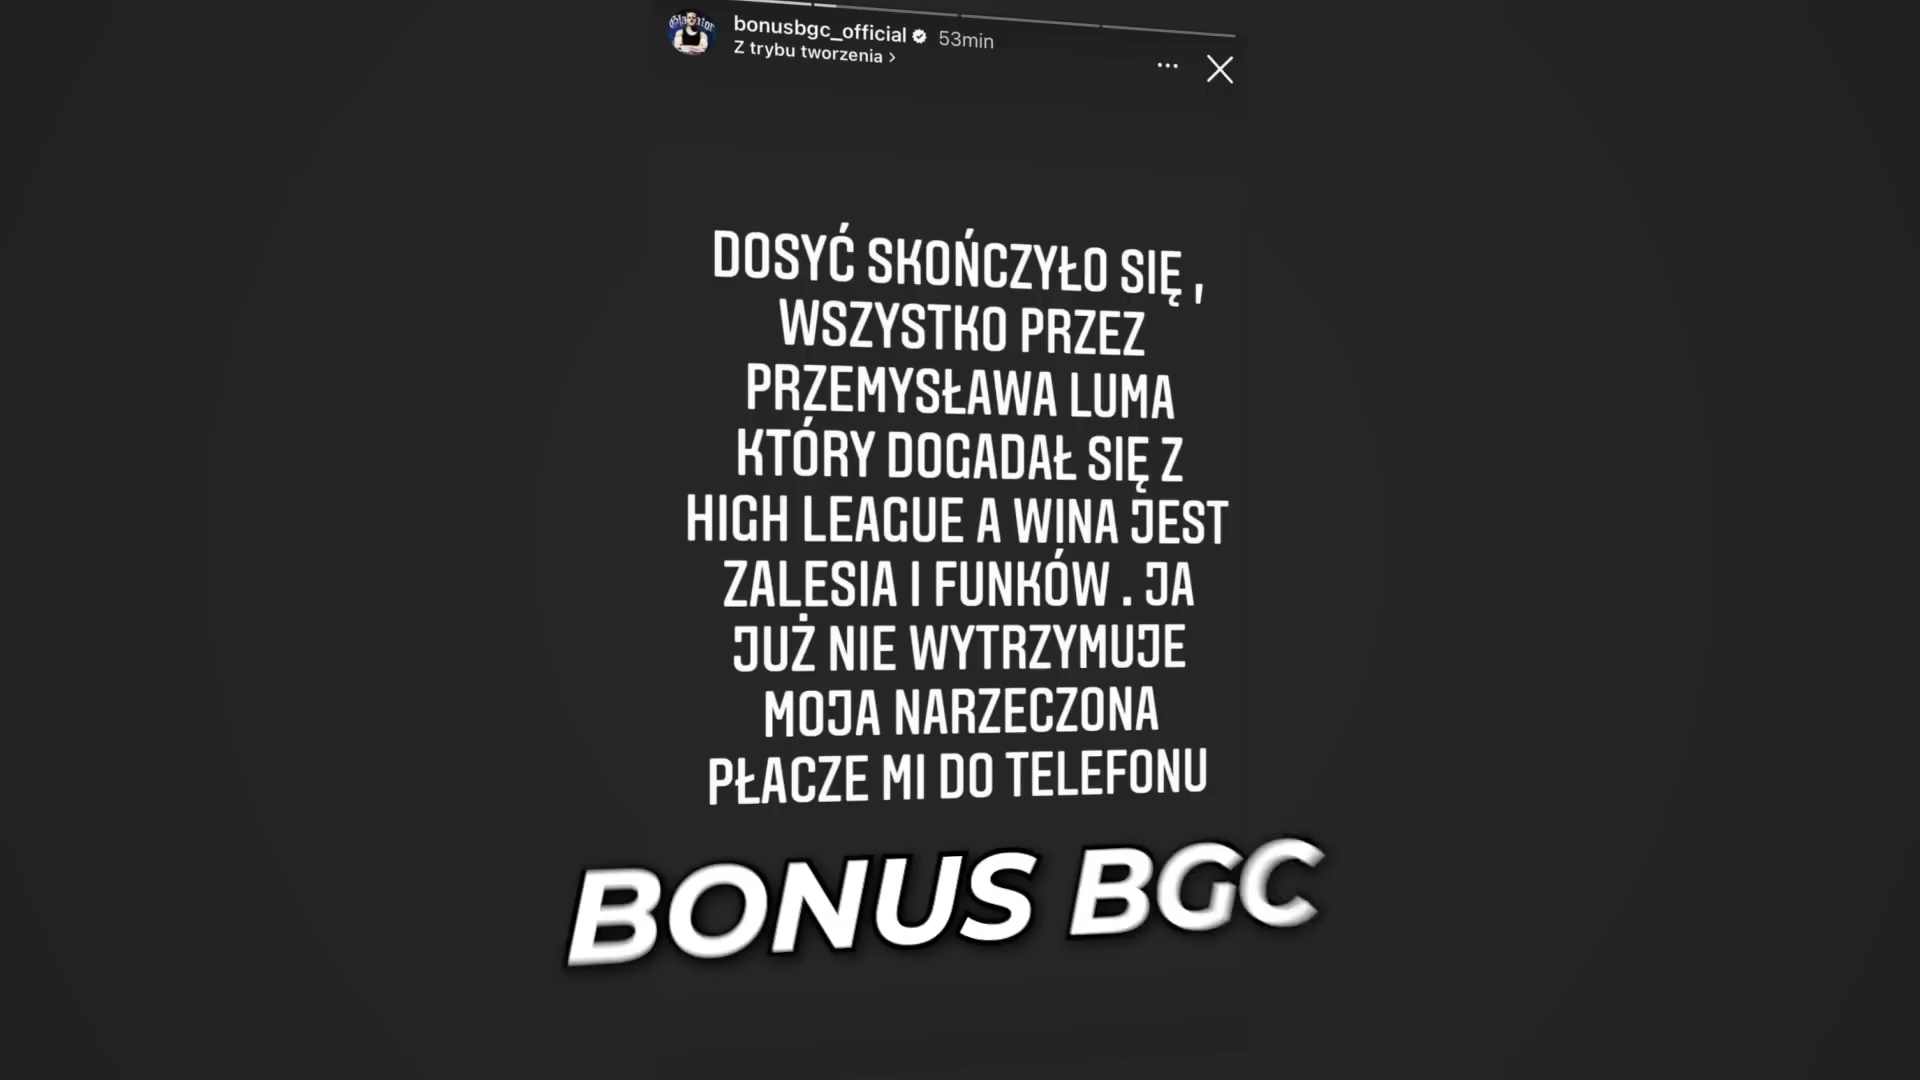 bonusbgc_official 53min
Z trybu tworzenia >
DOSYĆ SKOŃCZYŁO SIĘ ,
WSZYSTKO PRZEZ
PRZEMYSŁAWA LUMA
KTÓRY DOGADAŁ SIĘ Z
HIGH LEAGUE A WINA JEST
ZALESIA I FUNKÓW . JA
JUŻ NIE WYTRZYMUJE
MOJA NARZECZONA
PŁACZE MI DO TELEFONU
BONUS BGC